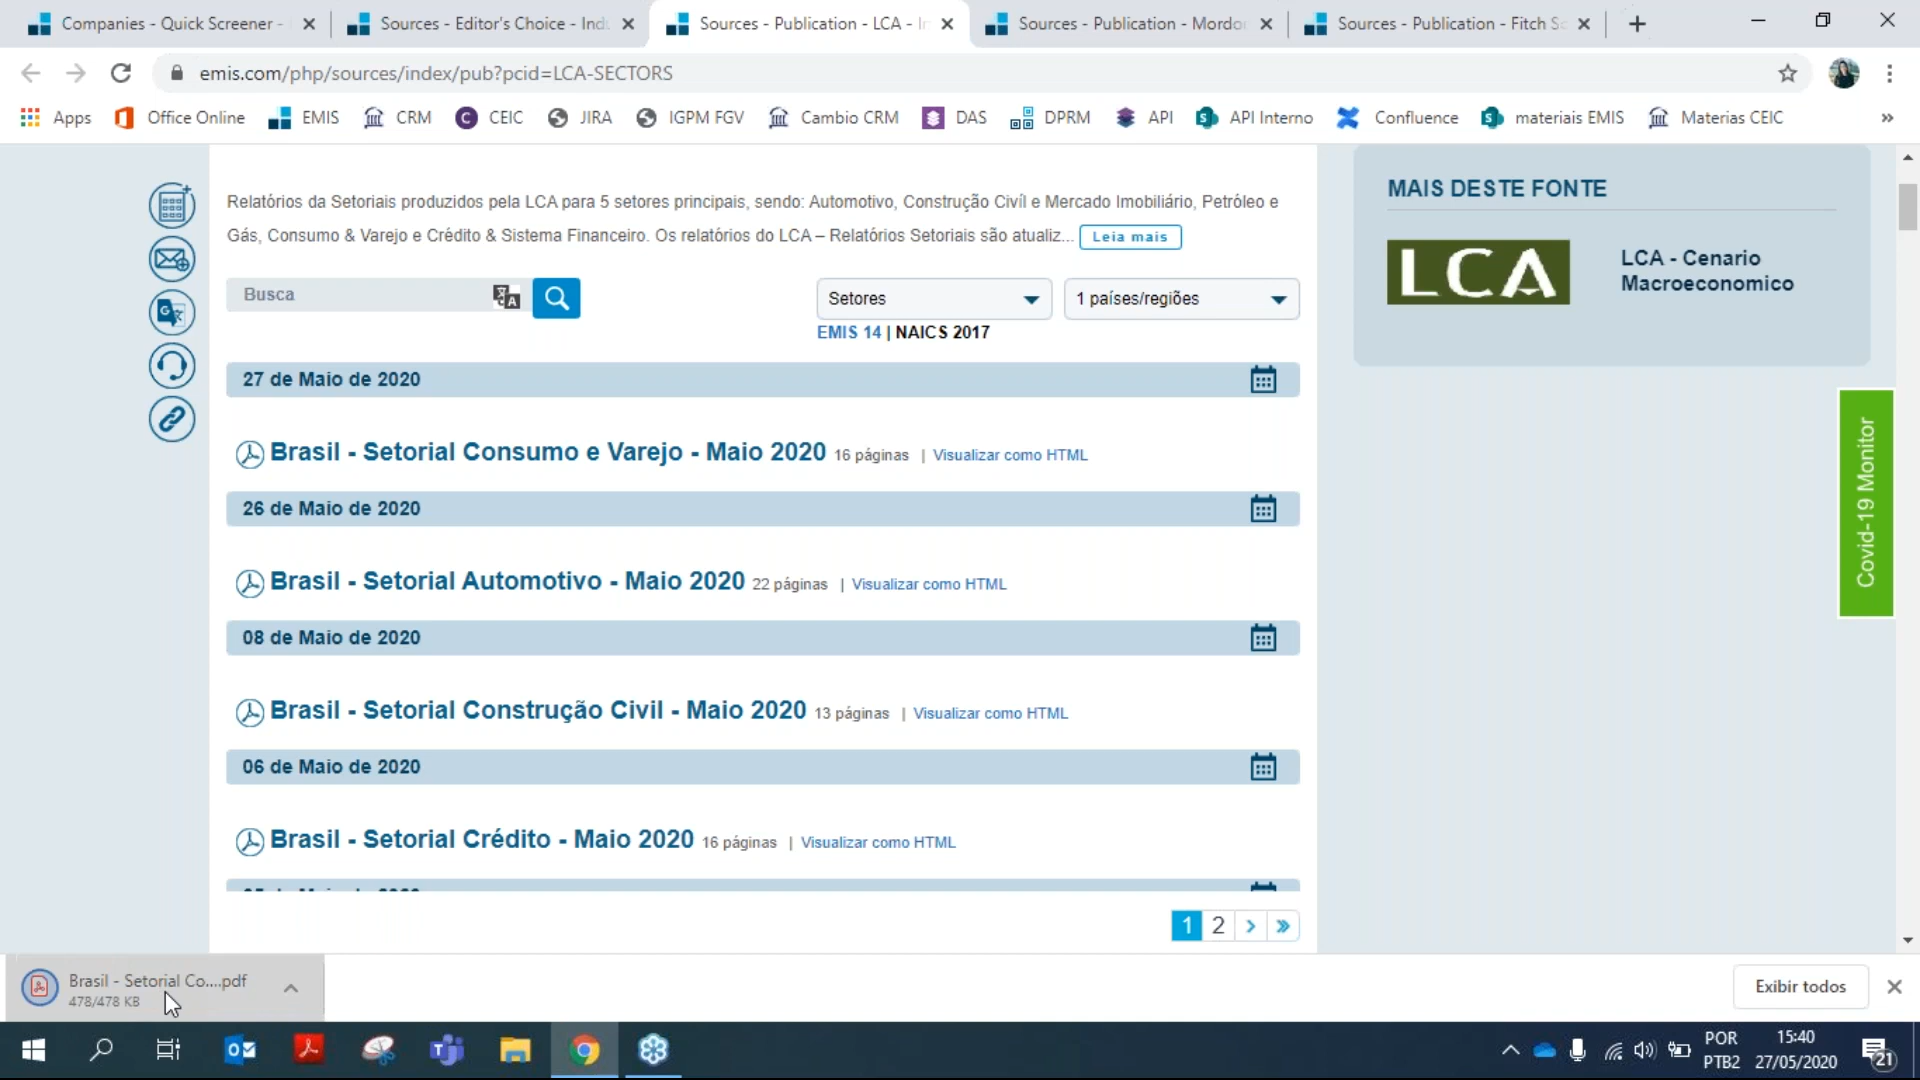 Companies - Quick Screener -
Sources - Editor's Choice - Ind
Sources - Publication - LCA - I
Sources - Publication - Mordo
Sources - Publication - Fitch S
emis.com/php/sources/index/pub?pcid=LCA-SECTORS
Apps
Office Online
EMIS
CRM
CEIC
JIRA
IGPM FGV
Cambio CRM
DAS
DPRM
API
API Interno
Confluence
materiais EMIS
Materias CEIC
»
Relatórios da Setoriais produzidos pela LCA para 5 setores principais, sendo: Automotivo, Construção Civíl e Mercado Imobiliário, Petróleo e
Gás, Consumo & Varejo e Crédito & Sistema Financeiro. Os relatórios do LCA – Relatórios Setoriais são atualiz... Leia mais
Busca
Setores
1 países/regiões
EMIS 14 | NAICS 2017
27 de Maio de 2020
Brasil - Setorial Consumo e Varejo - Maio 2020 16 páginas | Visualizar como HTML
26 de Maio de 2020
Brasil - Setorial Automotivo - Maio 2020 22 páginas | Visualizar como HTML
08 de Maio de 2020
Brasil - Setorial Construção Civil - Maio 2020 13 páginas | Visualizar como HTML
06 de Maio de 2020
Brasil - Setorial Crédito - Maio 2020 16 páginas | Visualizar como HTML
1 2 › »
MAIS DESTE FONTE
LCA
LCA - Cenario
Macroeconomico
Covid-19 Monitor
Brasil - Setorial Co....pdf
478/478 KB
Exibir todos
POR
PTB2
15:40
27/05/2020
21